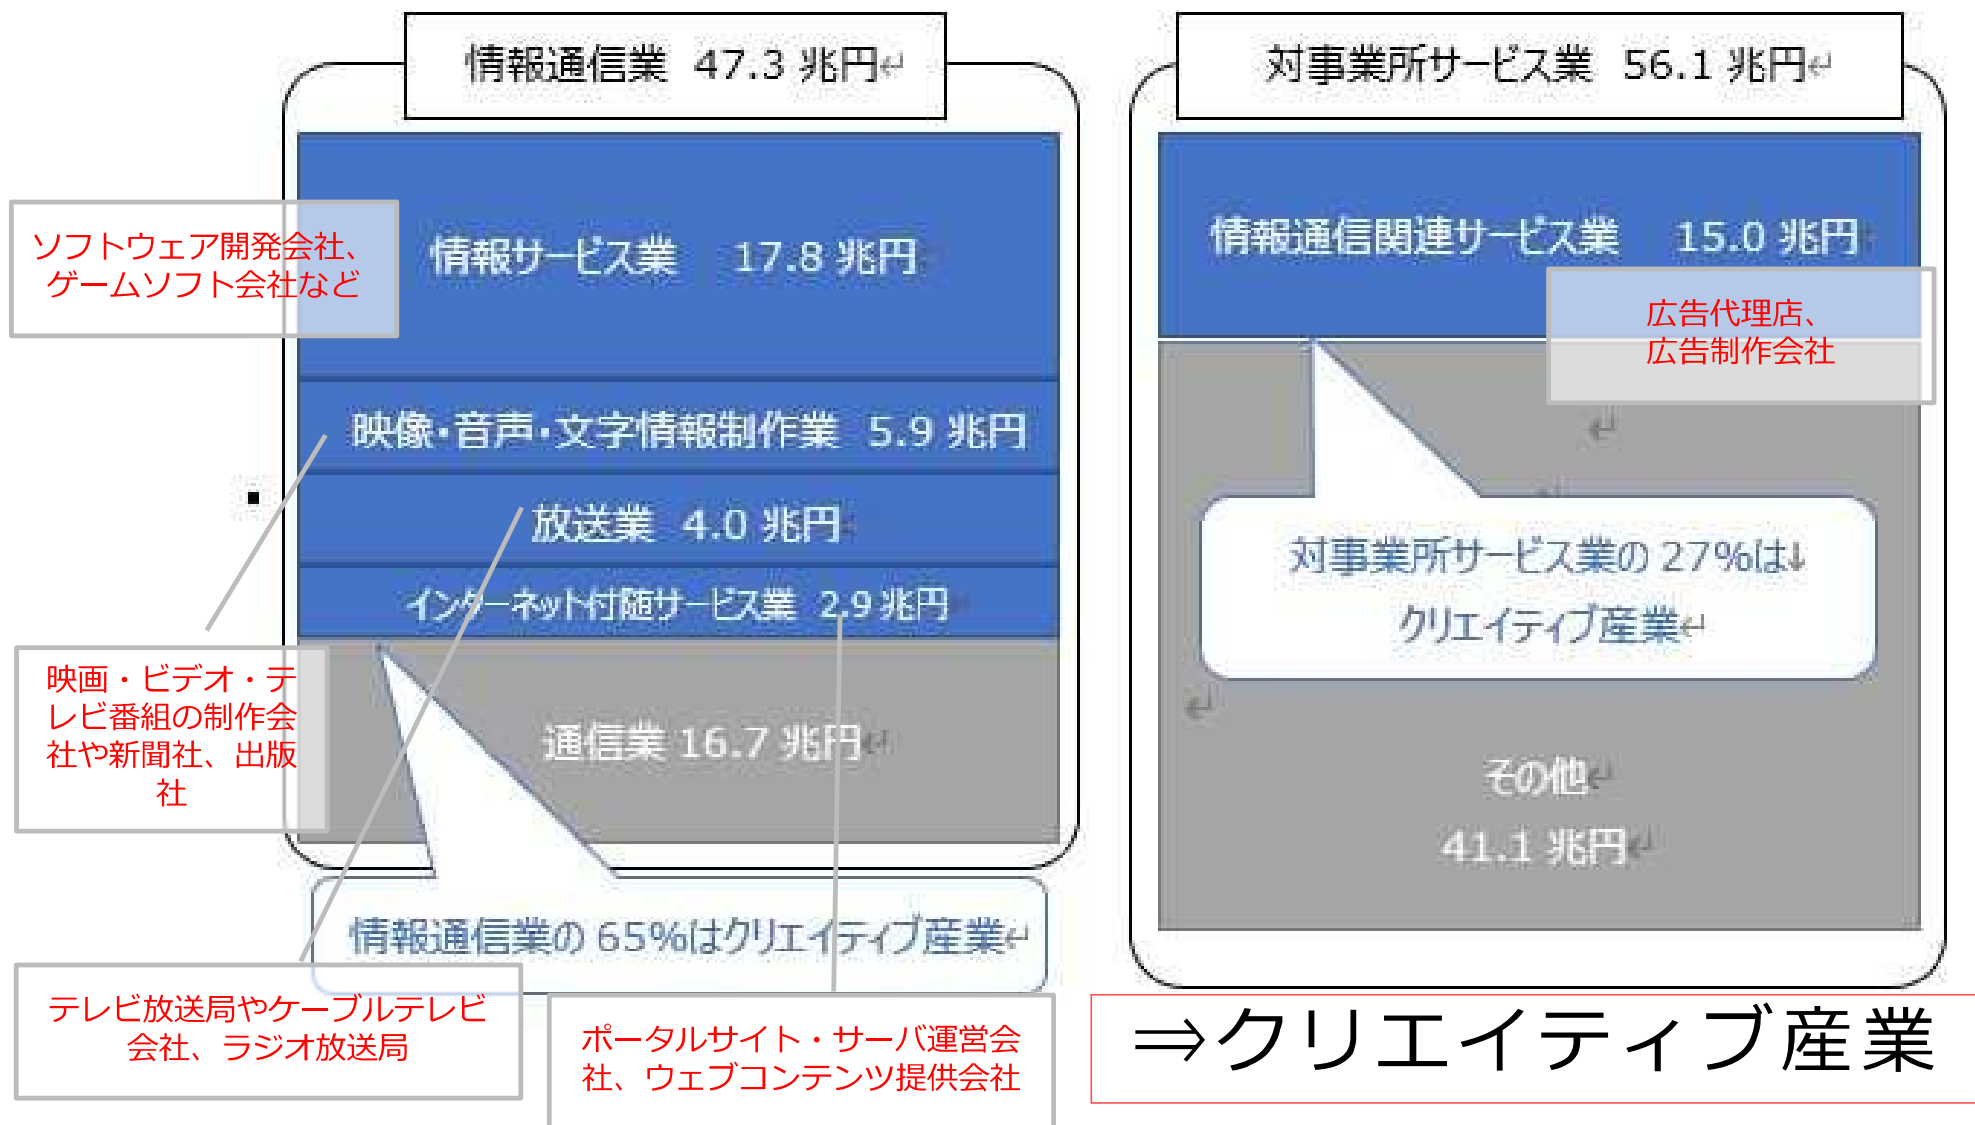 情報通信業 47.3 兆円↵
情報サービス業 17.8 兆円
ソフトウェア開発会社、
ゲームソフト会社など
映像・音声・文字情報制作業 5.9 兆円
放送業 4.0 兆円
インターネット付随サービス業 2.9 兆円
映画・ビデオ・テ
レビ番組の制作会
社や新聞社、出版
社
通信業 16.7 兆円↵
情報通信業の 65%はクリエイティブ産業↵
テレビ放送局やケーブルテレビ
会社、ラジオ放送局
ポータルサイト・サーバ運営会
社、ウェブコンテンツ提供会社
対事業所サービス業 56.1 兆円↵
情報通信関連サービス業 15.0 兆円
広告代理店、
広告制作会社
対事業所サービス業の 27%は↓
クリエイティブ産業↵
その他↵
41.1 兆円↵
⇒クリエイティブ産業